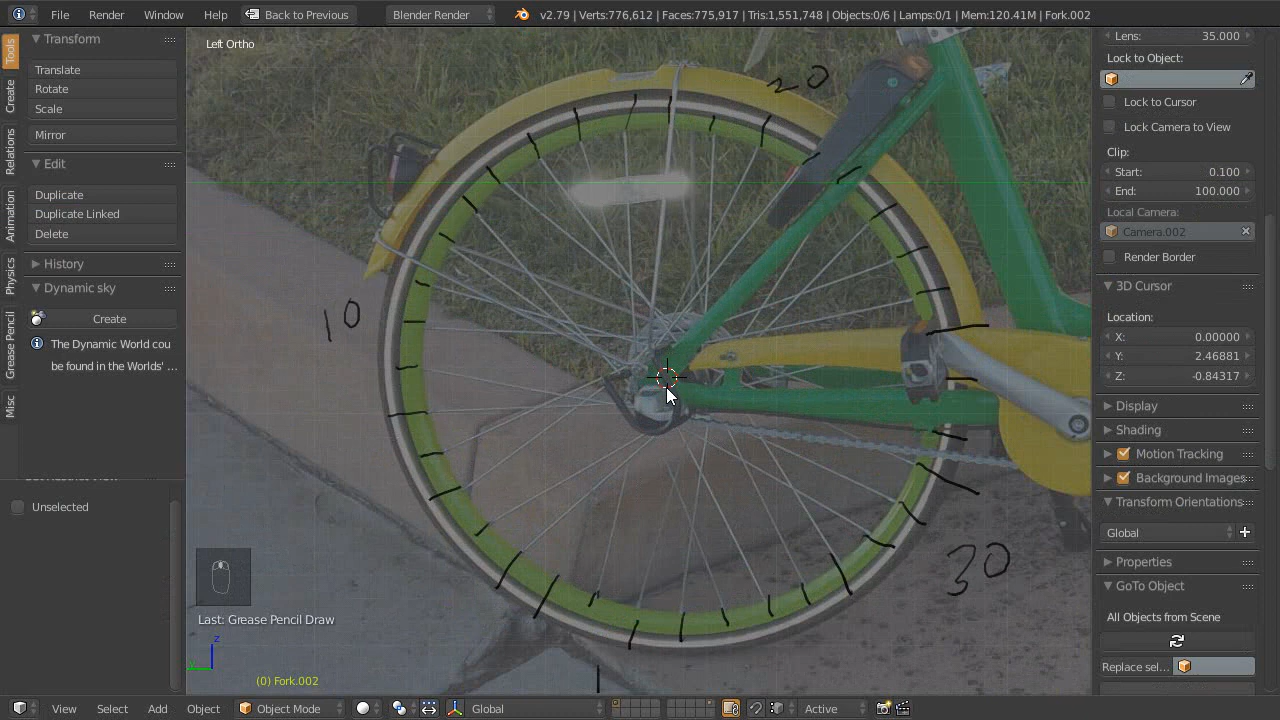 File Render Window Help Back to Previous Blender Render v2.79 | Verts:776,612 | Faces:775,917 | Tris:1,551,748 | Objects:0/6 | Lamps:0/1 | Mem:120.41M | Fork.002
Tools
Create
Relations
Animation
Physics
Grease Pencil
Misc
Transform
Translate
Rotate
Scale
Mirror
Edit
Duplicate
Duplicate Linked
Delete
History
Dynamic sky
Create
The Dynamic World cou
be found in the Worlds' ...
Unselected
Left Ortho
20
10
30
1
Last: Grease Pencil Draw
z
y
(0) Fork.002
Lens: 35.000
Lock to Object:
Lock to Cursor
Lock Camera to View
Clip:
Start: 0.100
End: 100.000
Local Camera:
Camera.002
Render Border
3D Cursor
Location:
X: 0.00000
Y: 2.46881
Z: -0.84317
Display
Shading
Motion Tracking
Background Images
Transform Orientations
Global
Properties
GoTo Object
All Objects from Scene
Replace sel...
View Select Add Object Object Mode Global Active